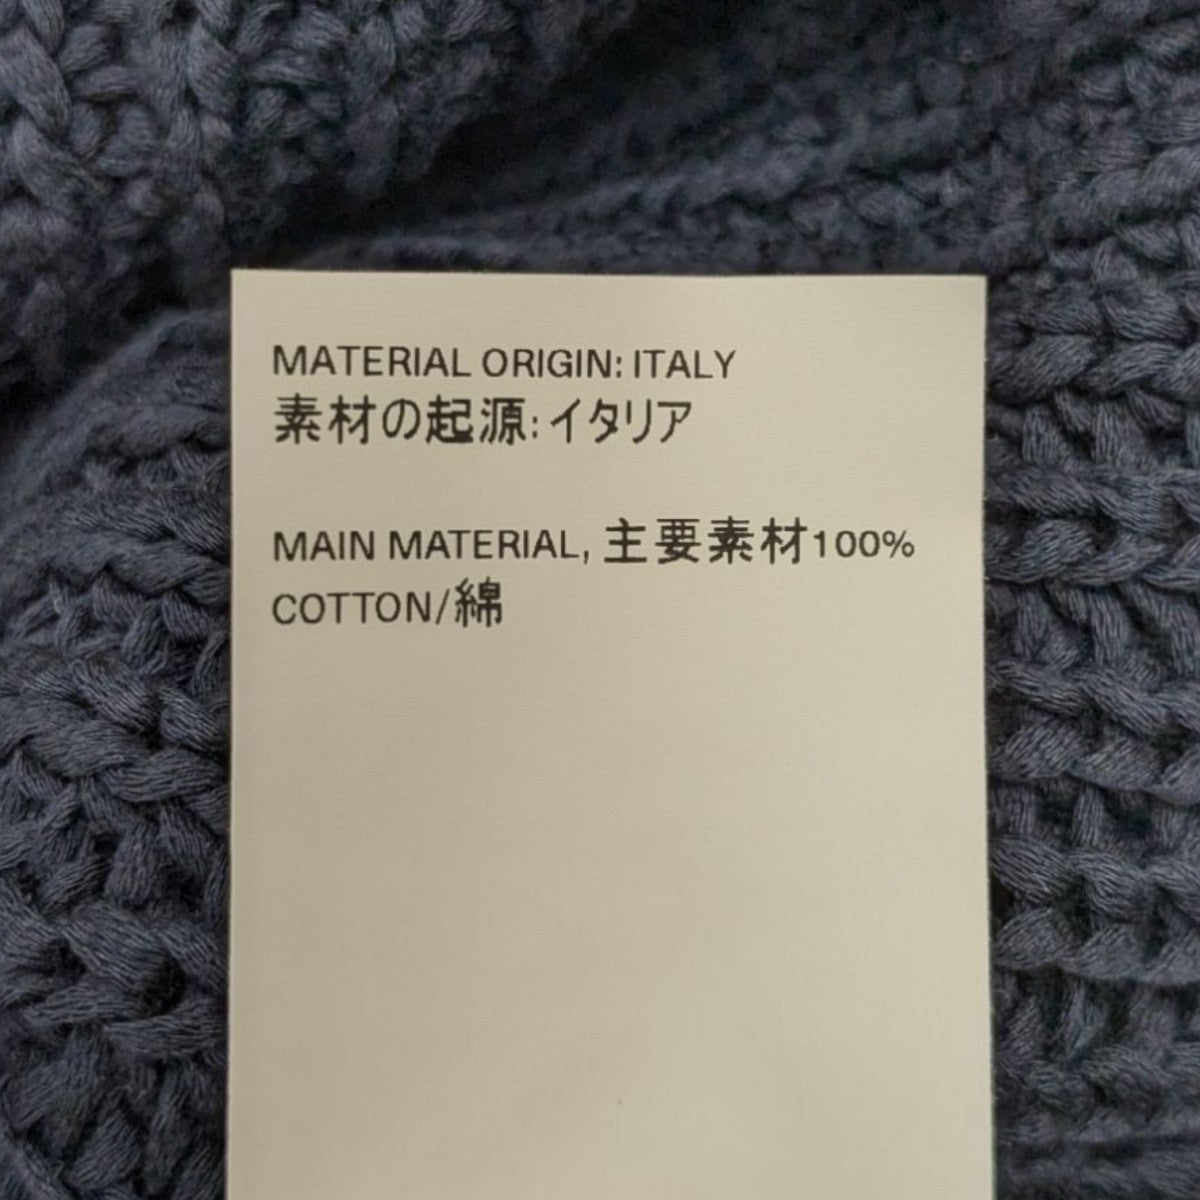 MATERIAL ORIGIN: ITALY
素材の起源: イタリア
MAIN MATERIAL, 主要素材100%
COTTON/綿